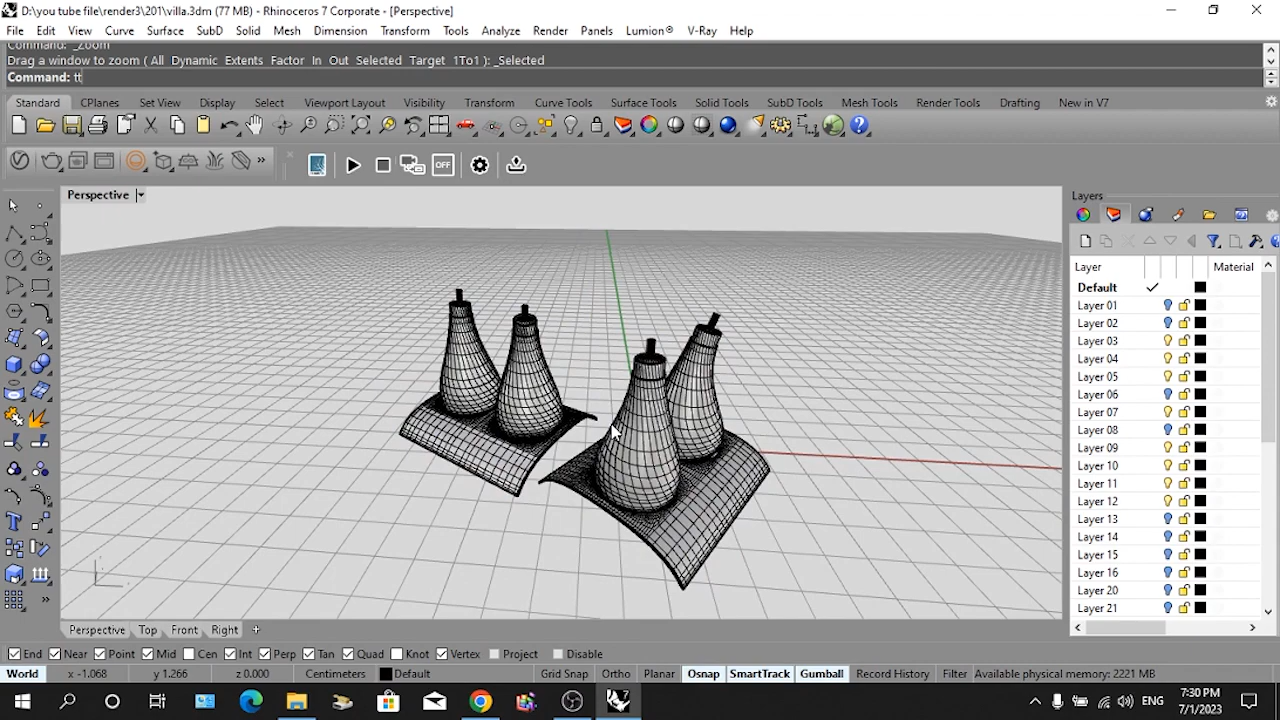 D:\you tube file\render3\201\villa.3dm (77 MB) - Rhinoceros 7 Corporate - [Perspective]
File Edit View Curve Surface SubD Solid Mesh Dimension Transform Tools Analyze Render Panels Lumion® V-Ray Help
Command: _Zoom
Drag a window to zoom ( All Dynamic Extents Factor In Out Selected Target 1To1 ): _Selected
Command: tt
Standard CPlanes Set View Display Select Viewport Layout Visibility Transform Curve Tools Surface Tools Solid Tools SubD Tools Mesh Tools Render Tools Drafting New in V7
OFF
Perspective
Layers
Layer Material
Default
Layer 01
Layer 02
Layer 03
Layer 04
Layer 05
Layer 06
Layer 07
Layer 08
Layer 09
Layer 10
Layer 11
Layer 12
Layer 13
Layer 14
Layer 15
Layer 16
Layer 20
Layer 21
Perspective Top Front Right
End Near Point Mid Cen Int Perp Tan Quad Knot Vertex Project Disable
World x -1.068 y 1.266 z 0.000 Centimeters Default Grid Snap Ortho Planar Osnap SmartTrack Gumball Record History Filter Available physical memory: 2221 MB
ENG
7:30 PM
7/1/2023